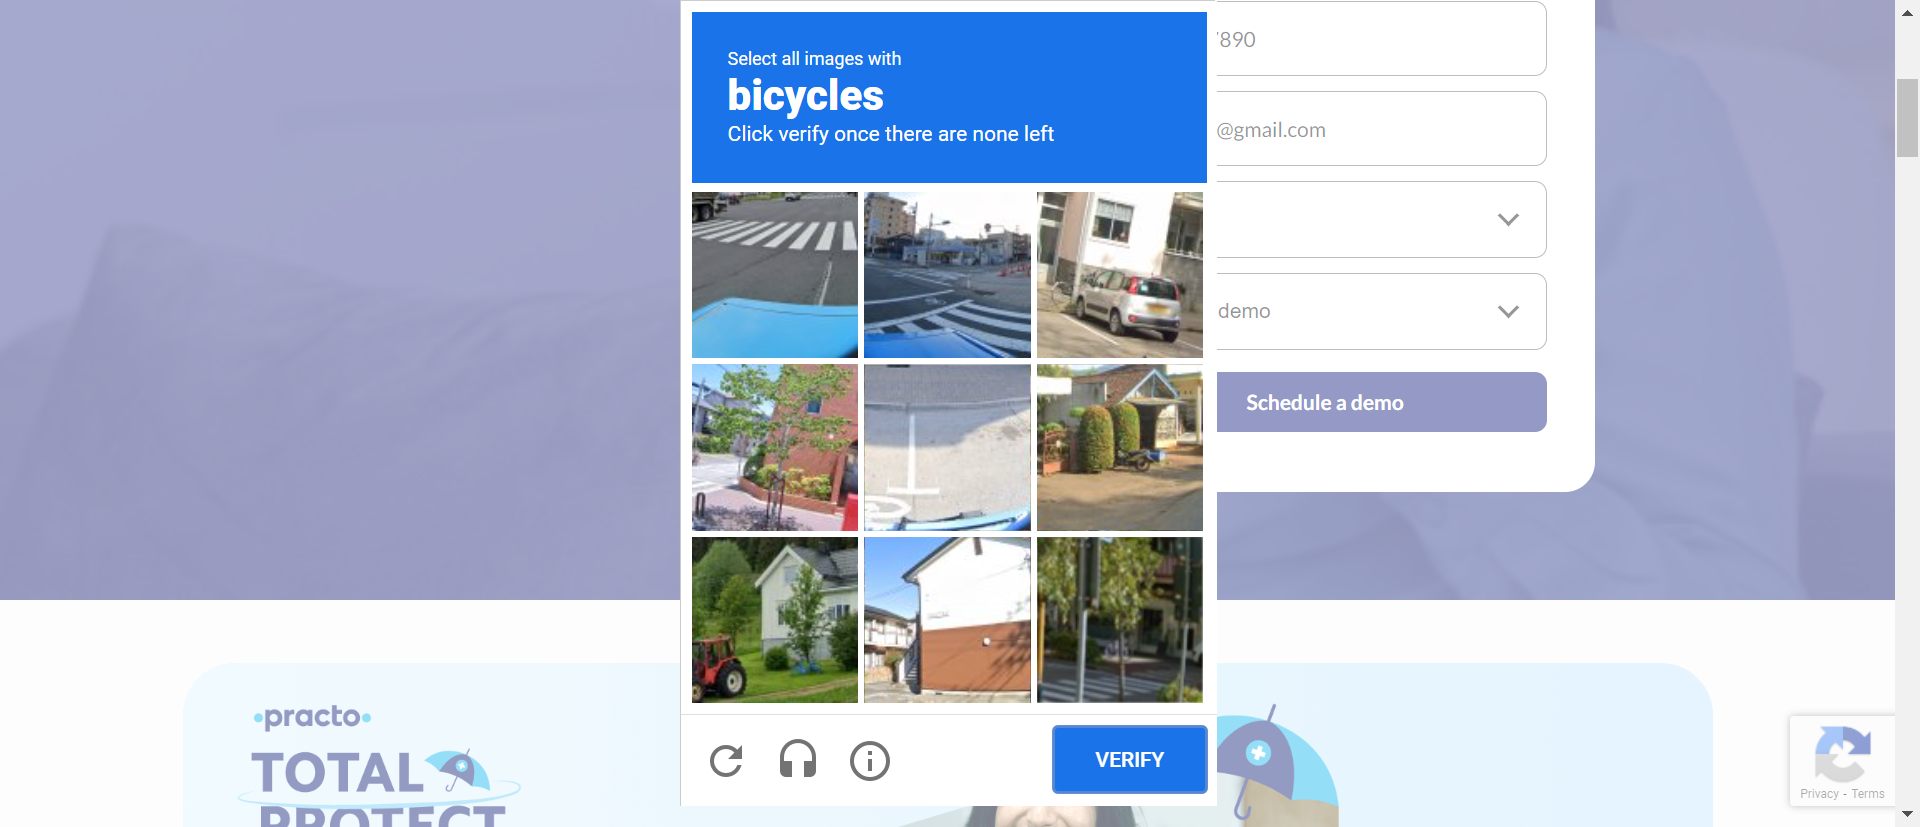 Select all images with
bicycles
Click verify once there are none left
7890
@gmail.com
demo
Schedule a demo
VERIFY
practo
TOTAL
PROTECT
Privacy - Terms